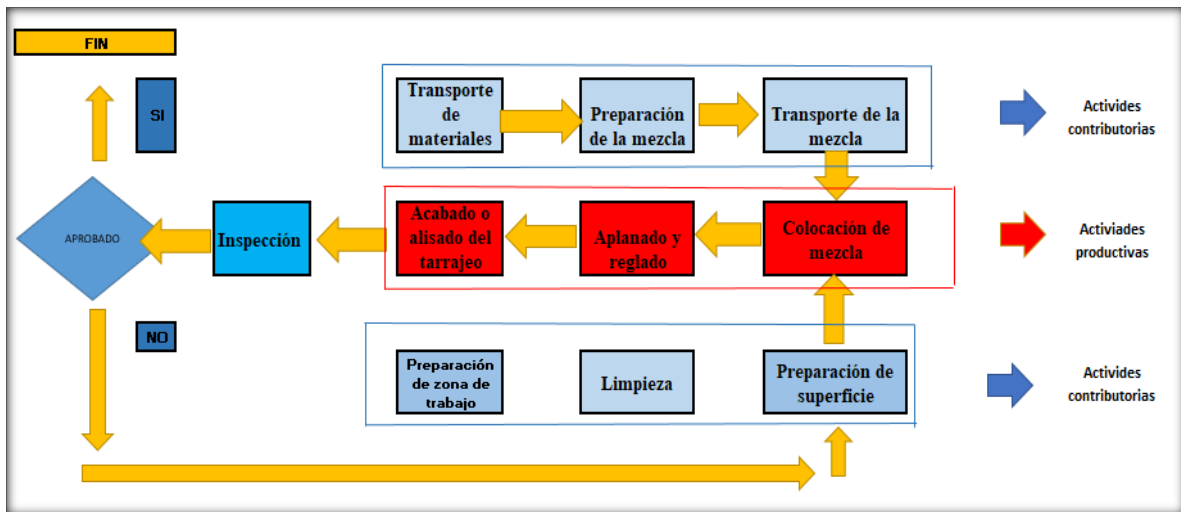 FIN
SI
Transporte
de
materiales
Preparación
de la mezcla
Transporte de la
mezcla
Activides
contributorias
APROBADO
Inspección
Acabado o
alisado del
tarrajeo
Aplanado y
reglado
Colocación de
mezcla
Activiades
productivas
NO
Preparación
de zona de
trabajo
Limpieza
Preparación de
superficie
Activides
contributorias